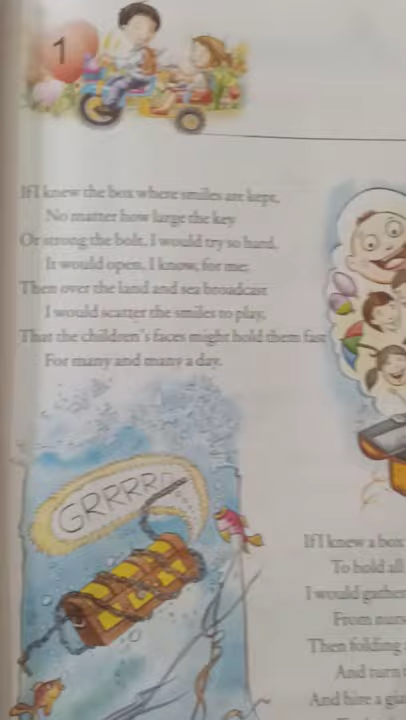 1
If I knew the box where smiles are kept,
No matter how large the key
Or strong the bolt, I would try so hard,
It would open, I know, for me;
Then over the land and sea broadcast
I would scatter the smiles to play,
That the children's faces might hold them fast
For many and many a day.
GRRRR
If I knew a box
To hold all
I would gather
From
Then folding
And turn
And hire a